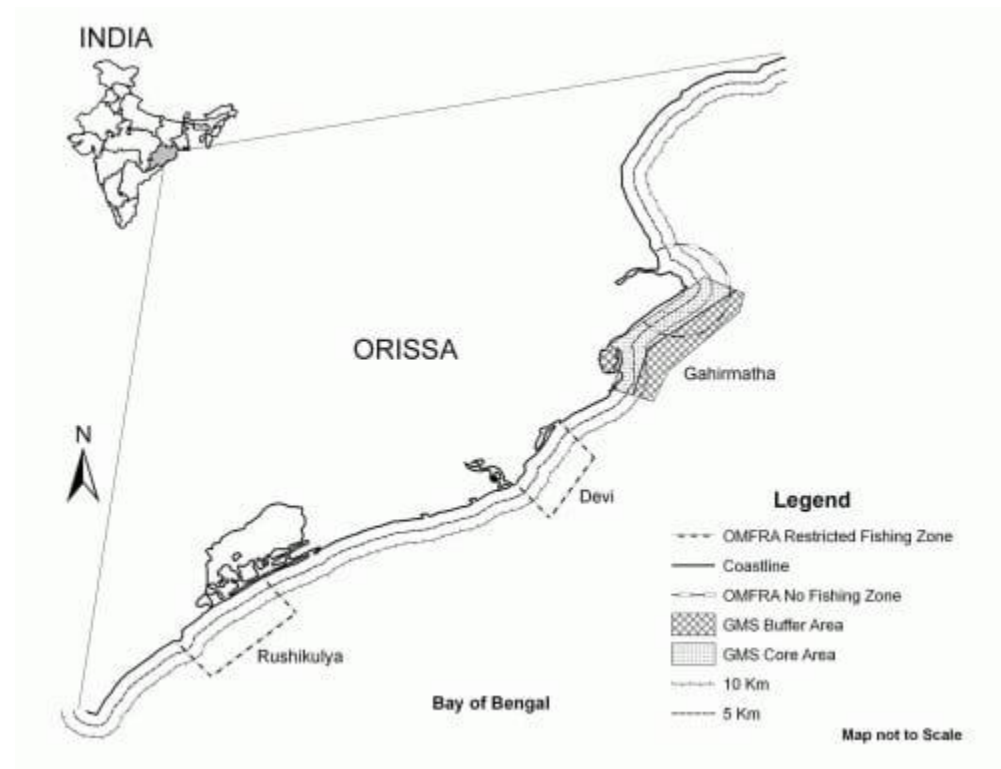 INDIA
ORISSA
Gahirmatha
N
Devi
Rushikulya
Bay of Bengal
Legend
OMFRA Restricted Fishing Zone
Coastline
OMFRA No Fishing Zone
GMS Buffer Area
GMS Core Area
10 Km
5 Km
Map not to Scale